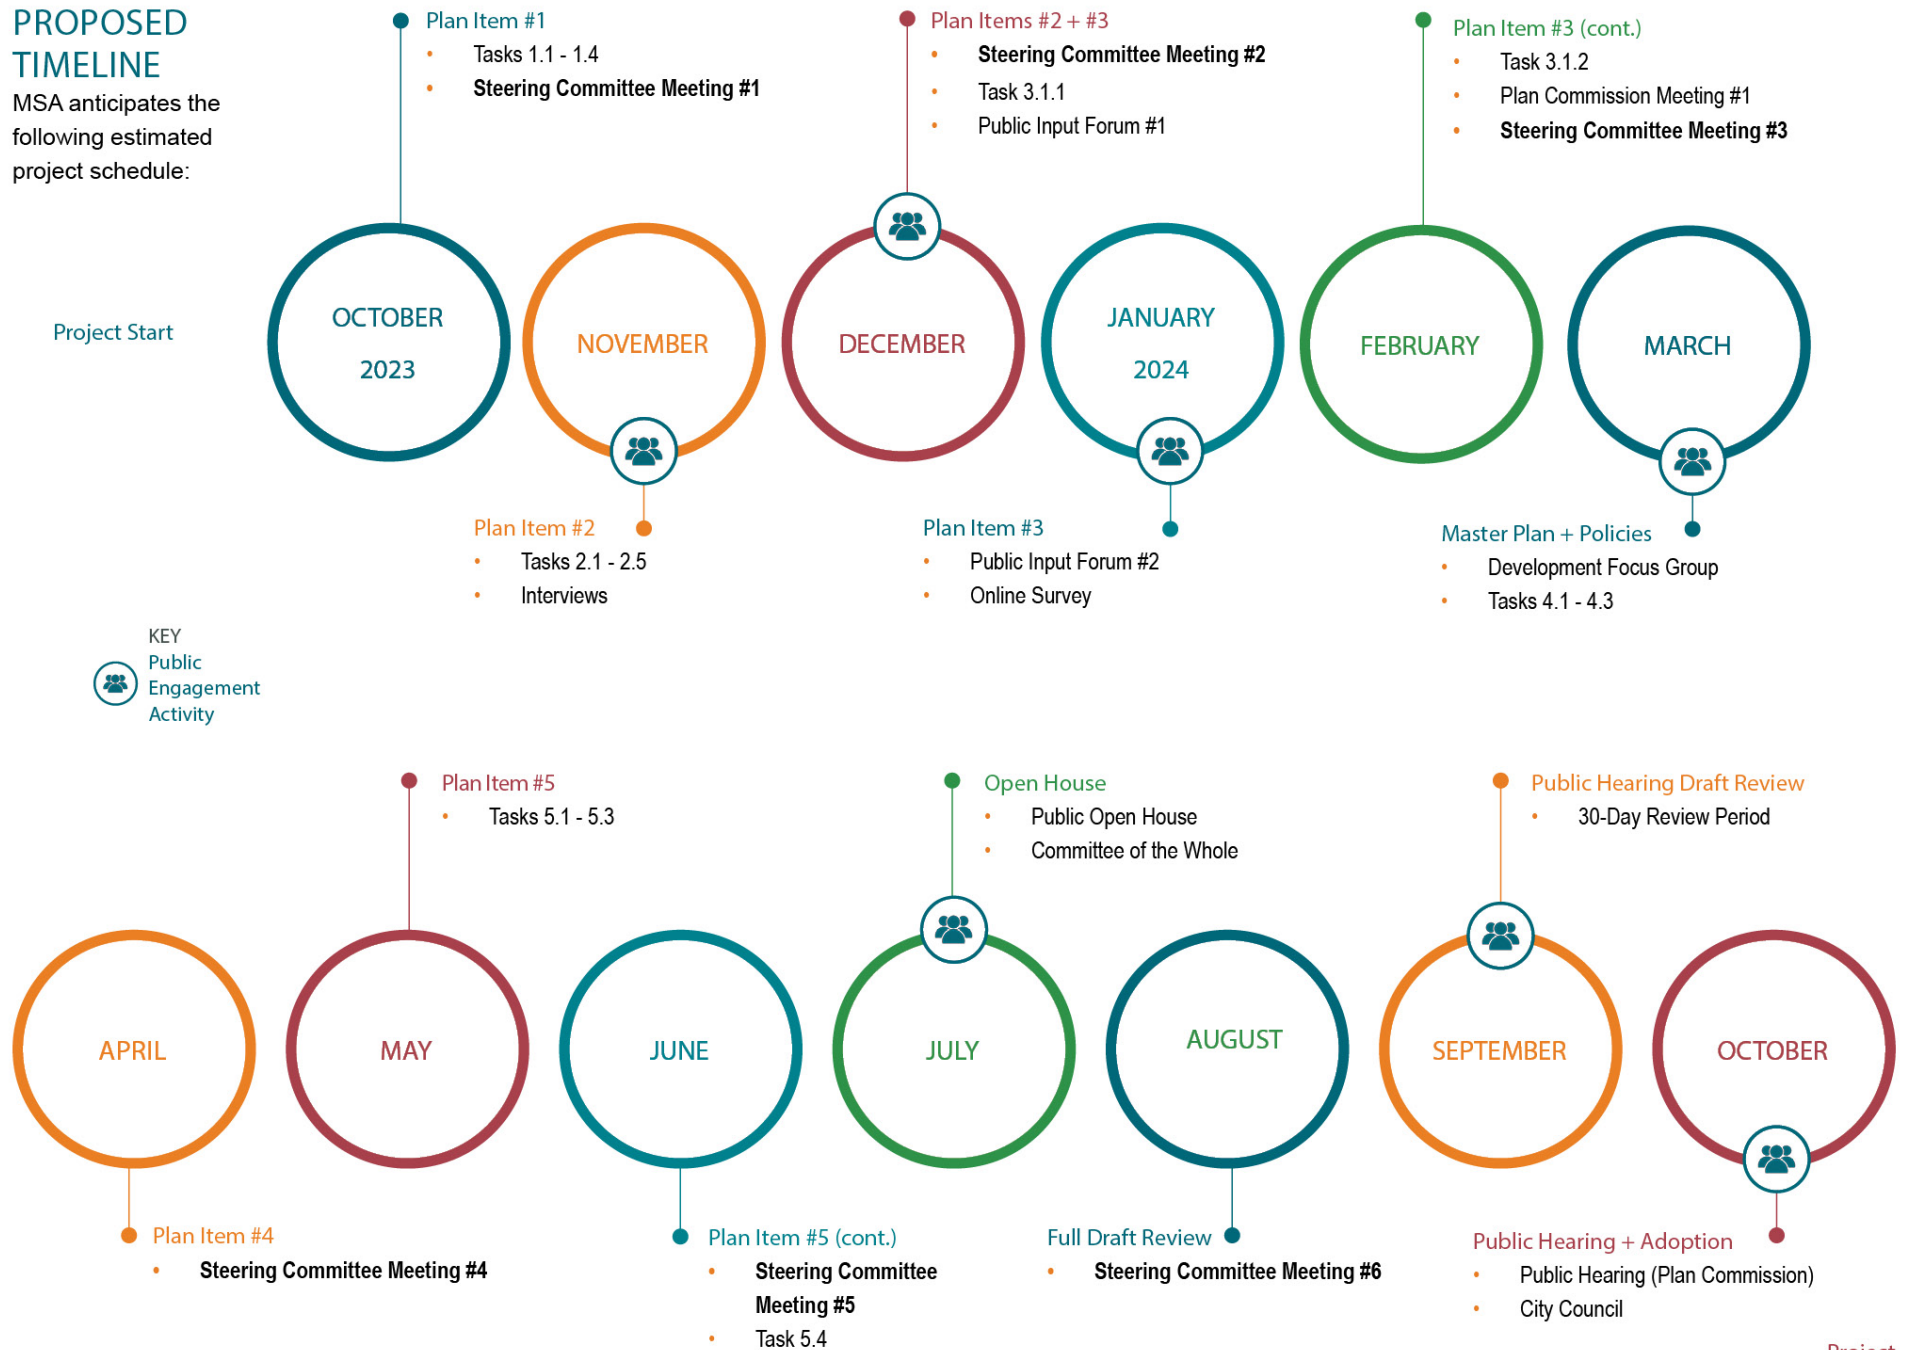 PROPOSED
TIMELINE
MSA anticipates the
following estimated
project schedule:
Plan Item #1
• Tasks 1.1 - 1.4
• Steering Committee Meeting #1
Plan Items #2 + #3
• Steering Committee Meeting #2
• Task 3.1.1
• Public Input Forum #1
Plan Item #3 (cont.)
• Task 3.1.2
• Plan Commission Meeting #1
• Steering Committee Meeting #3
Project Start
OCTOBER
2023
NOVEMBER
DECEMBER
JANUARY
2024
FEBRUARY
MARCH
Plan Item #2
• Tasks 2.1 - 2.5
• Interviews
Plan Item #3
• Public Input Forum #2
• Online Survey
Master Plan + Policies
• Development Focus Group
• Tasks 4.1 - 4.3
KEY
Public
Engagement
Activity
Plan Item #5
• Tasks 5.1 - 5.3
Open House
• Public Open House
• Committee of the Whole
Public Hearing Draft Review
• 30-Day Review Period
APRIL
MAY
JUNE
JULY
AUGUST
SEPTEMBER
OCTOBER
Plan Item #4
• Steering Committee Meeting #4
Plan Item #5 (cont.)
• Steering Committee
Meeting #5
• Task 5.4
Full Draft Review
• Steering Committee Meeting #6
Public Hearing + Adoption
• Public Hearing (Plan Commission)
• City Council
Project